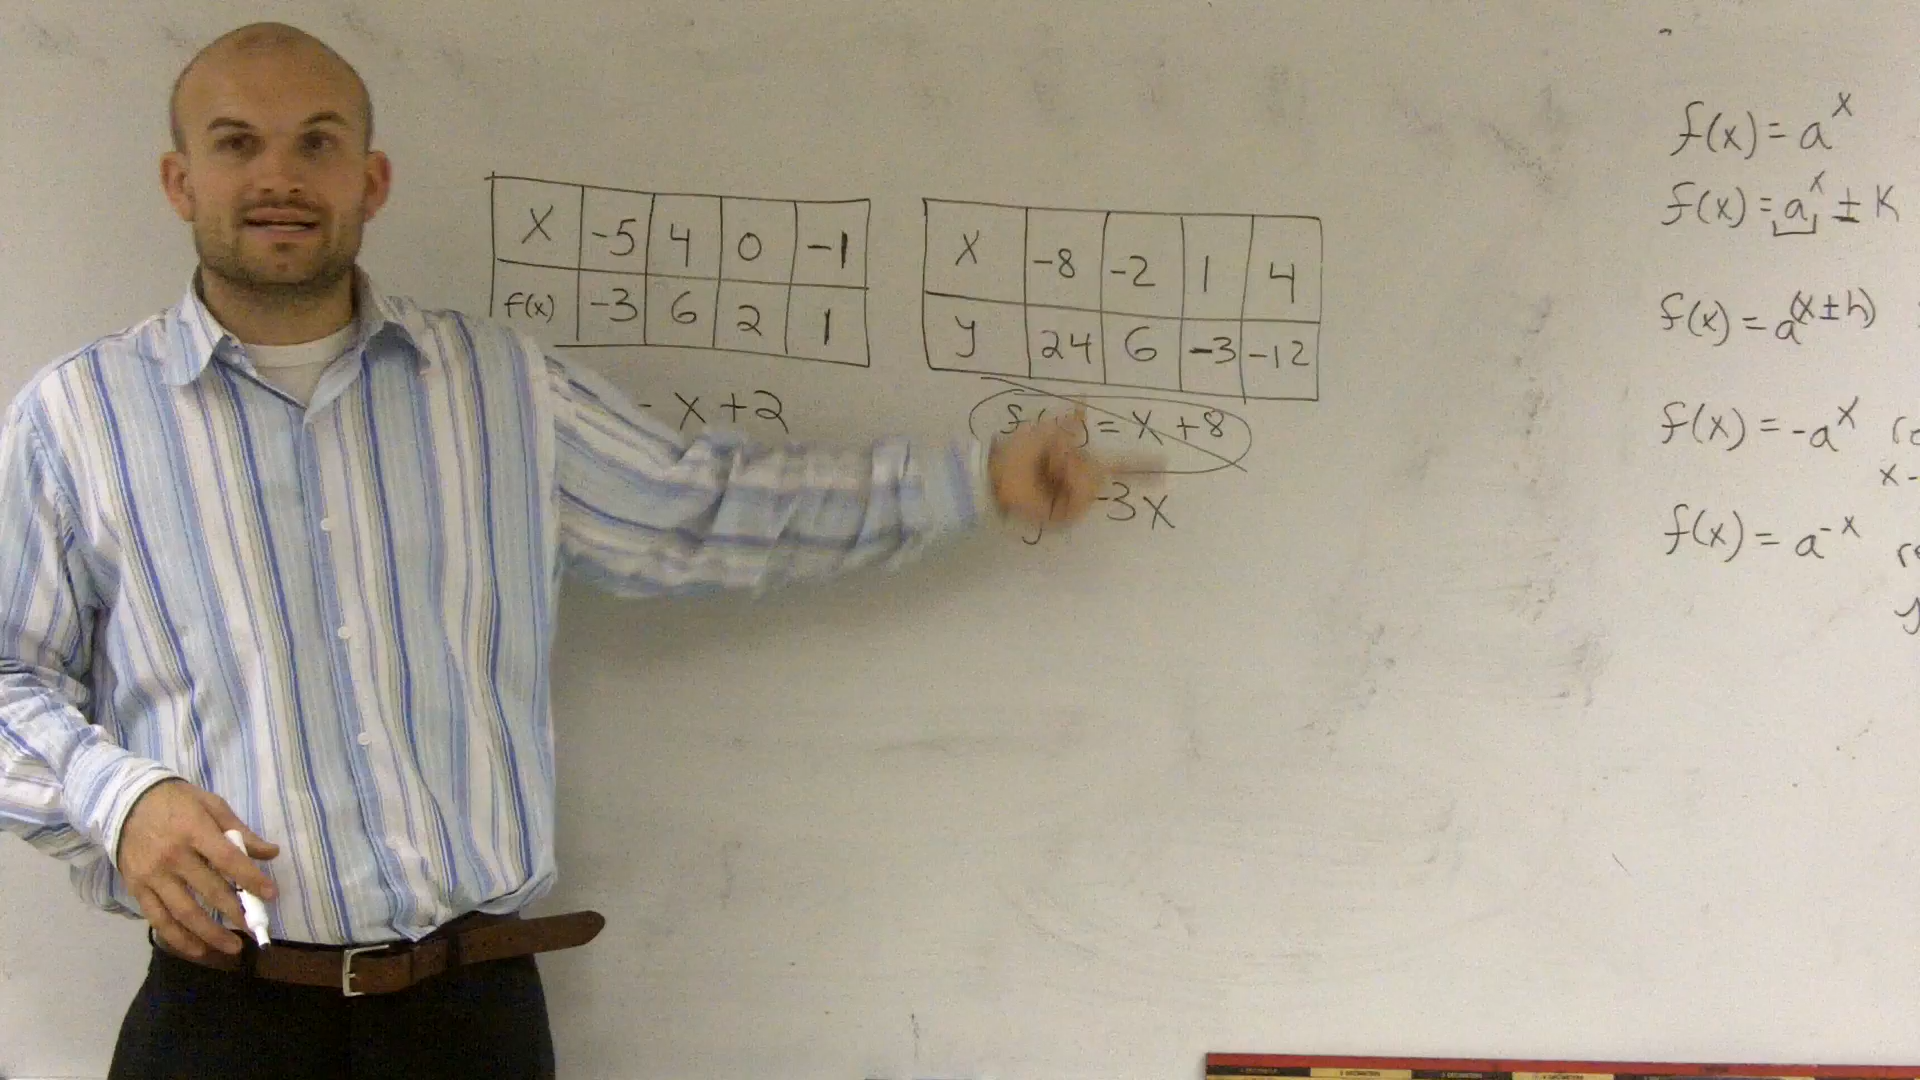 X -5 4 0 -1
f(x) -3 6 2 1
- x+2
X -8 -2 1 4
y 24 6 -3 -12
= x +8
-3x
f(x) = a^x
f(x) = a^x ± K
f(x) = a^(x±h)
f(x) = -a^x
x -
f(x) = a^-x